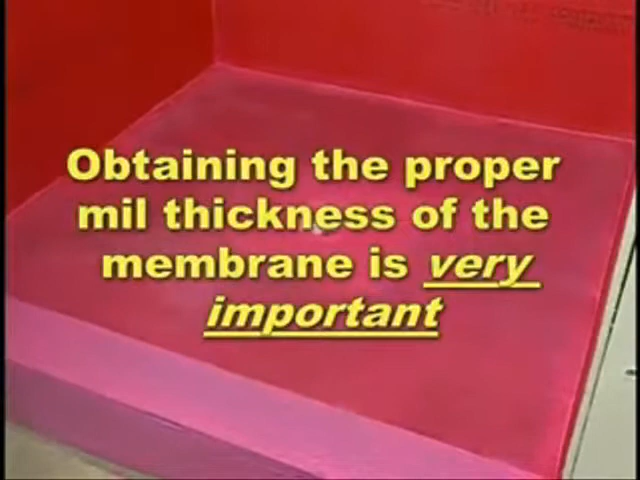 Obtaining the proper
mil thickness of the
membrane is very
important